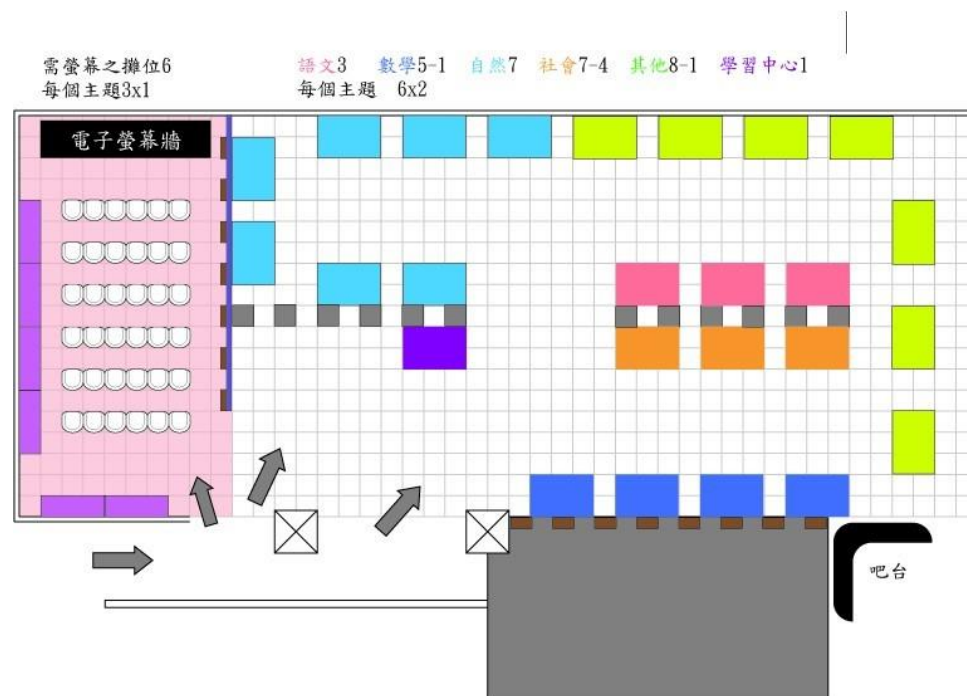 需螢幕之攤位6
每個主題3x1
語文3 數學5-1 自然7 社會7-4 其他8-1 學習中心1
每個主題 6x2
電子螢幕牆
吧台